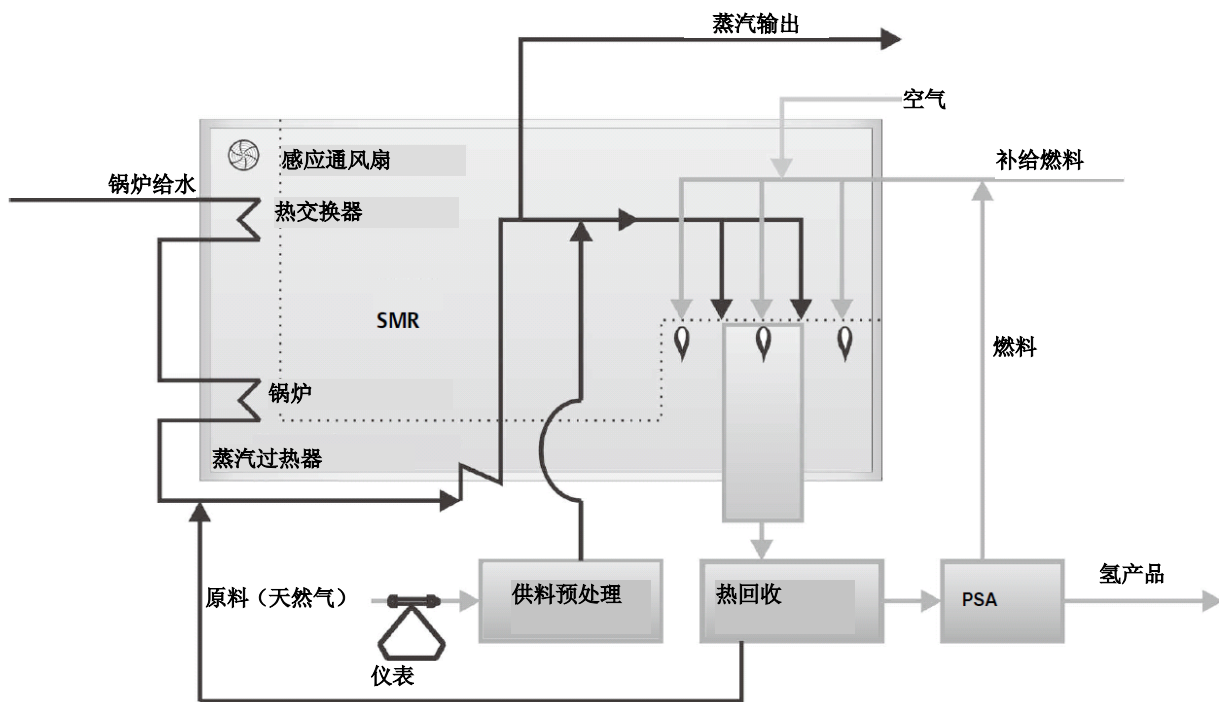 蒸汽输出
空气
感应通风扇
补给燃料
锅炉给水
热交换器
SMR
燃料
锅炉
蒸汽过热器
原料（天然气）
供料预处理
热回收
PSA
氢产品
仪表